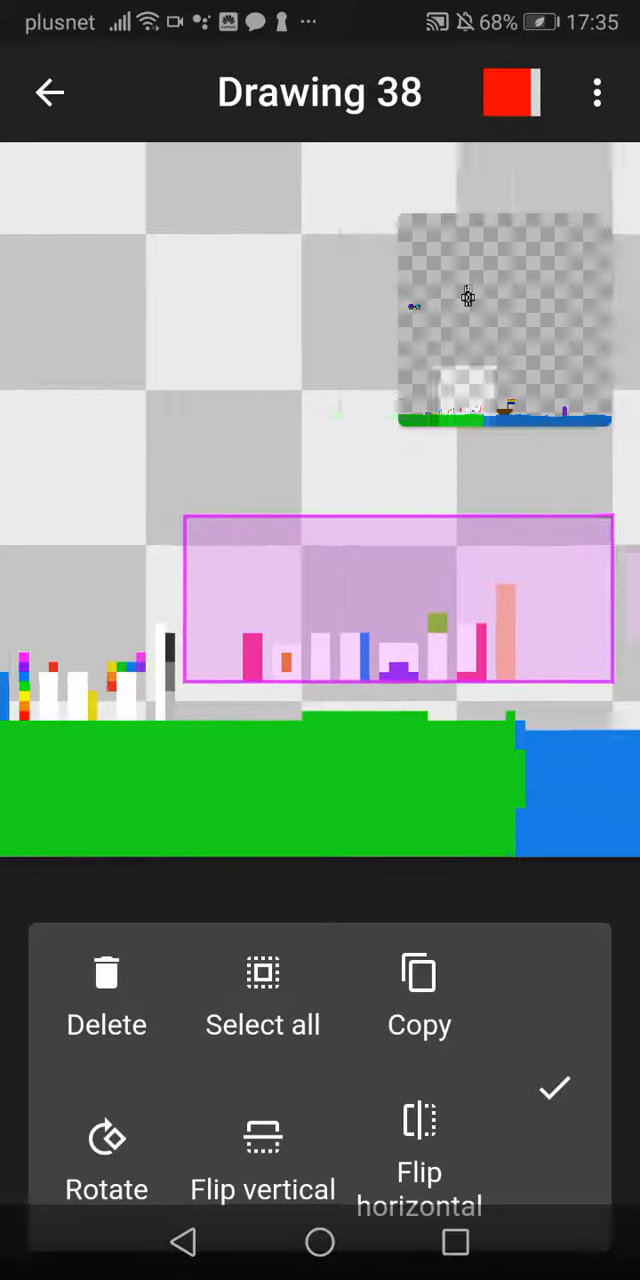 plusnet 68% 17:35
Drawing 38
Delete Select all Copy
Rotate Flip vertical Flip
horizontal